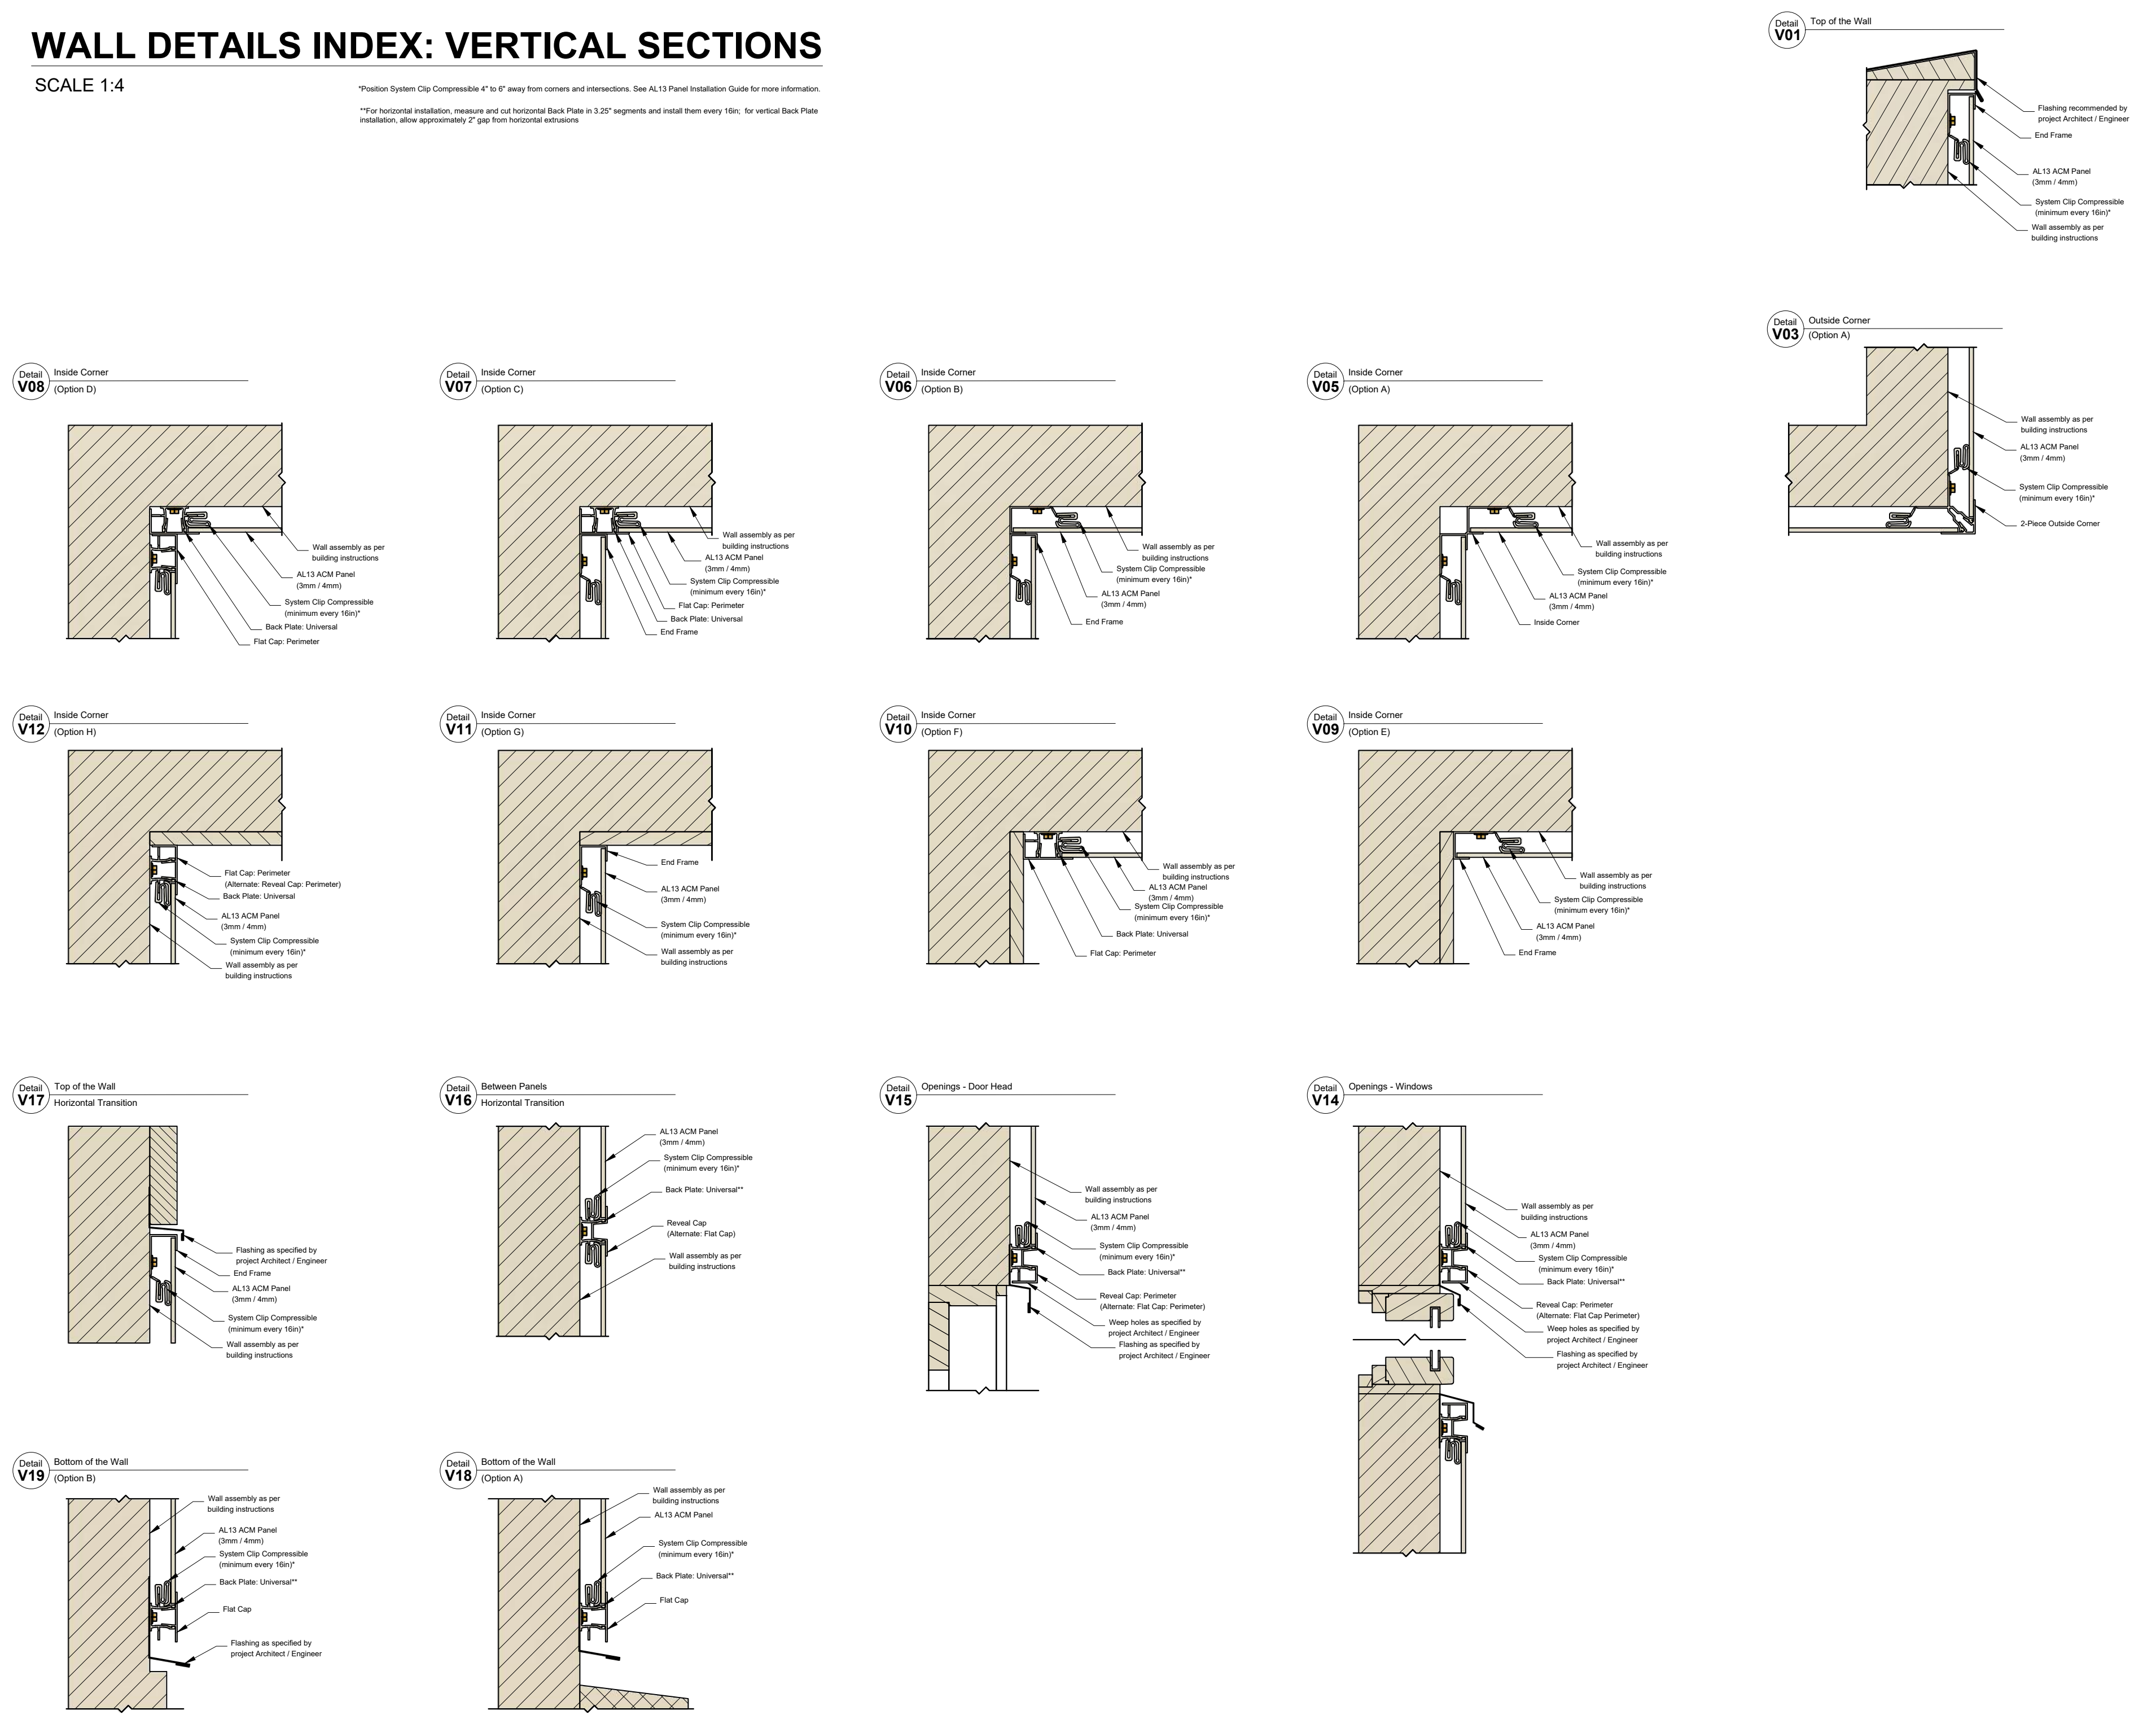 WALL DETAILS INDEX: VERTICAL SECTIONS
SCALE 1:4
*Position System Clip Compressible 4" to 6" away from corners and intersections. See AL13 Panel Installation Guide for more information.
**For horizontal installation, measure and cut horizontal Back Plate in 3.25" segments and install them every 16in;  for vertical Back Plate
installation, allow approximately 2" gap from horizontal extrusions
Detail
V01
Top of the Wall
Flashing recommended by
project Architect / Engineer
End Frame
AL13 ACM Panel
(3mm / 4mm)
System Clip Compressible
(minimum every 16in)*
Wall assembly as per
building instructions
Detail
V03
Outside Corner
(Option A)
Wall assembly as per
building instructions
AL13 ACM Panel
(3mm / 4mm)
System Clip Compressible
(minimum every 16in)*
2-Piece Outside Corner
Detail
V08
Inside Corner
(Option D)
Wall assembly as per
building instructions
AL13 ACM Panel
(3mm / 4mm)
System Clip Compressible
(minimum every 16in)*
Back Plate: Universal
Flat Cap: Perimeter
Detail
V07
Inside Corner
(Option C)
Wall assembly as per
building instructions
AL13 ACM Panel
(3mm / 4mm)
System Clip Compressible
(minimum every 16in)*
Flat Cap: Perimeter
Back Plate: Universal
End Frame
Detail
V06
Inside Corner
(Option B)
Wall assembly as per
building instructions
System Clip Compressible
(minimum every 16in)*
AL13 ACM Panel
(3mm / 4mm)
End Frame
Detail
V05
Inside Corner
(Option A)
Wall assembly as per
building instructions
System Clip Compressible
(minimum every 16in)*
AL13 ACM Panel
(3mm / 4mm)
Inside Corner
Detail
V12
Inside Corner
(Option H)
Flat Cap: Perimeter
(Alternate: Reveal Cap: Perimeter)
Back Plate: Universal
AL13 ACM Panel
(3mm / 4mm)
System Clip Compressible
(minimum every 16in)*
Wall assembly as per
building instructions
Detail
V11
Inside Corner
(Option G)
End Frame
AL13 ACM Panel
(3mm / 4mm)
System Clip Compressible
(minimum every 16in)*
Wall assembly as per
building instructions
Detail
V10
Inside Corner
(Option F)
Wall assembly as per
building instructions
AL13 ACM Panel
(3mm / 4mm)
System Clip Compressible
(minimum every 16in)*
Back Plate: Universal
Flat Cap: Perimeter
Detail
V09
Inside Corner
(Option E)
Wall assembly as per
building instructions
System Clip Compressible
(minimum every 16in)*
AL13 ACM Panel
(3mm / 4mm)
End Frame
Detail
V17
Top of the Wall
Horizontal Transition
Flashing as specified by
project Architect / Engineer
End Frame
AL13 ACM Panel
(3mm / 4mm)
System Clip Compressible
(minimum every 16in)*
Wall assembly as per
building instructions
Detail
V16
Between Panels
Horizontal Transition
AL13 ACM Panel
(3mm / 4mm)
System Clip Compressible
(minimum every 16in)*
Back Plate: Universal**
Reveal Cap
(Alternate: Flat Cap)
Wall assembly as per
building instructions
Detail
V15
Openings - Door Head
Wall assembly as per
building instructions
AL13 ACM Panel
(3mm / 4mm)
System Clip Compressible
(minimum every 16in)*
Back Plate: Universal**
Reveal Cap: Perimeter
(Alternate: Flat Cap: Perimeter)
Weep holes as specified by
project Architect / Engineer
Flashing as specified by
project Architect / Engineer
Detail
V14
Openings - Windows
Wall assembly as per
building instructions
AL13 ACM Panel
(3mm / 4mm)
System Clip Compressible
(minimum every 16in)*
Back Plate: Universal**
Reveal Cap: Perimeter
(Alternate: Flat Cap Perimeter)
Weep holes as specified by
project Architect / Engineer
Flashing as specified by
project Architect / Engineer
Detail
V19
Bottom of the Wall
(Option B)
Wall assembly as per
building instructions
AL13 ACM Panel
(3mm / 4mm)
System Clip Compressible
(minimum every 16in)*
Back Plate: Universal**
Flat Cap
Flashing as specified by
project Architect / Engineer
Detail
V18
Bottom of the Wall
(Option A)
Wall assembly as per
building instructions
AL13 ACM Panel
System Clip Compressible
(minimum every 16in)*
Back Plate: Universal**
Flat Cap